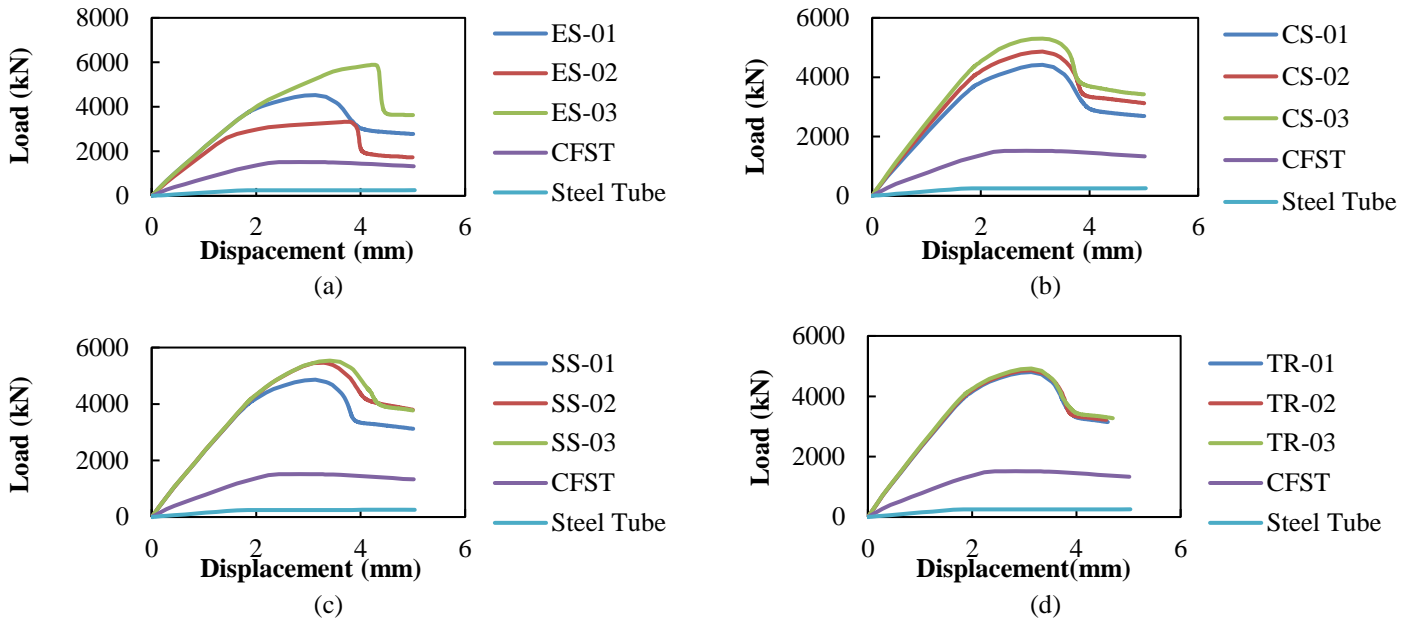 Load (kN)
8000
6000
4000
2000
0
0 2 4 6
Dispacement (mm)
ES-01
ES-02
ES-03
CFST
Steel Tube
(a)
Load (kN)
6000
4000
2000
0
0 2 4 6
Displacement (mm)
CS-01
CS-02
CS-03
CFST
Steel Tube
(b)
Load (kN)
6000
4000
2000
0
0 2 4 6
Displacement (mm)
SS-01
SS-02
SS-03
CFST
Steel Tube
(c)
Load (kN)
6000
4000
2000
0
0 2 4 6
Displacement(mm)
TR-01
TR-02
TR-03
CFST
Steel Tube
(d)